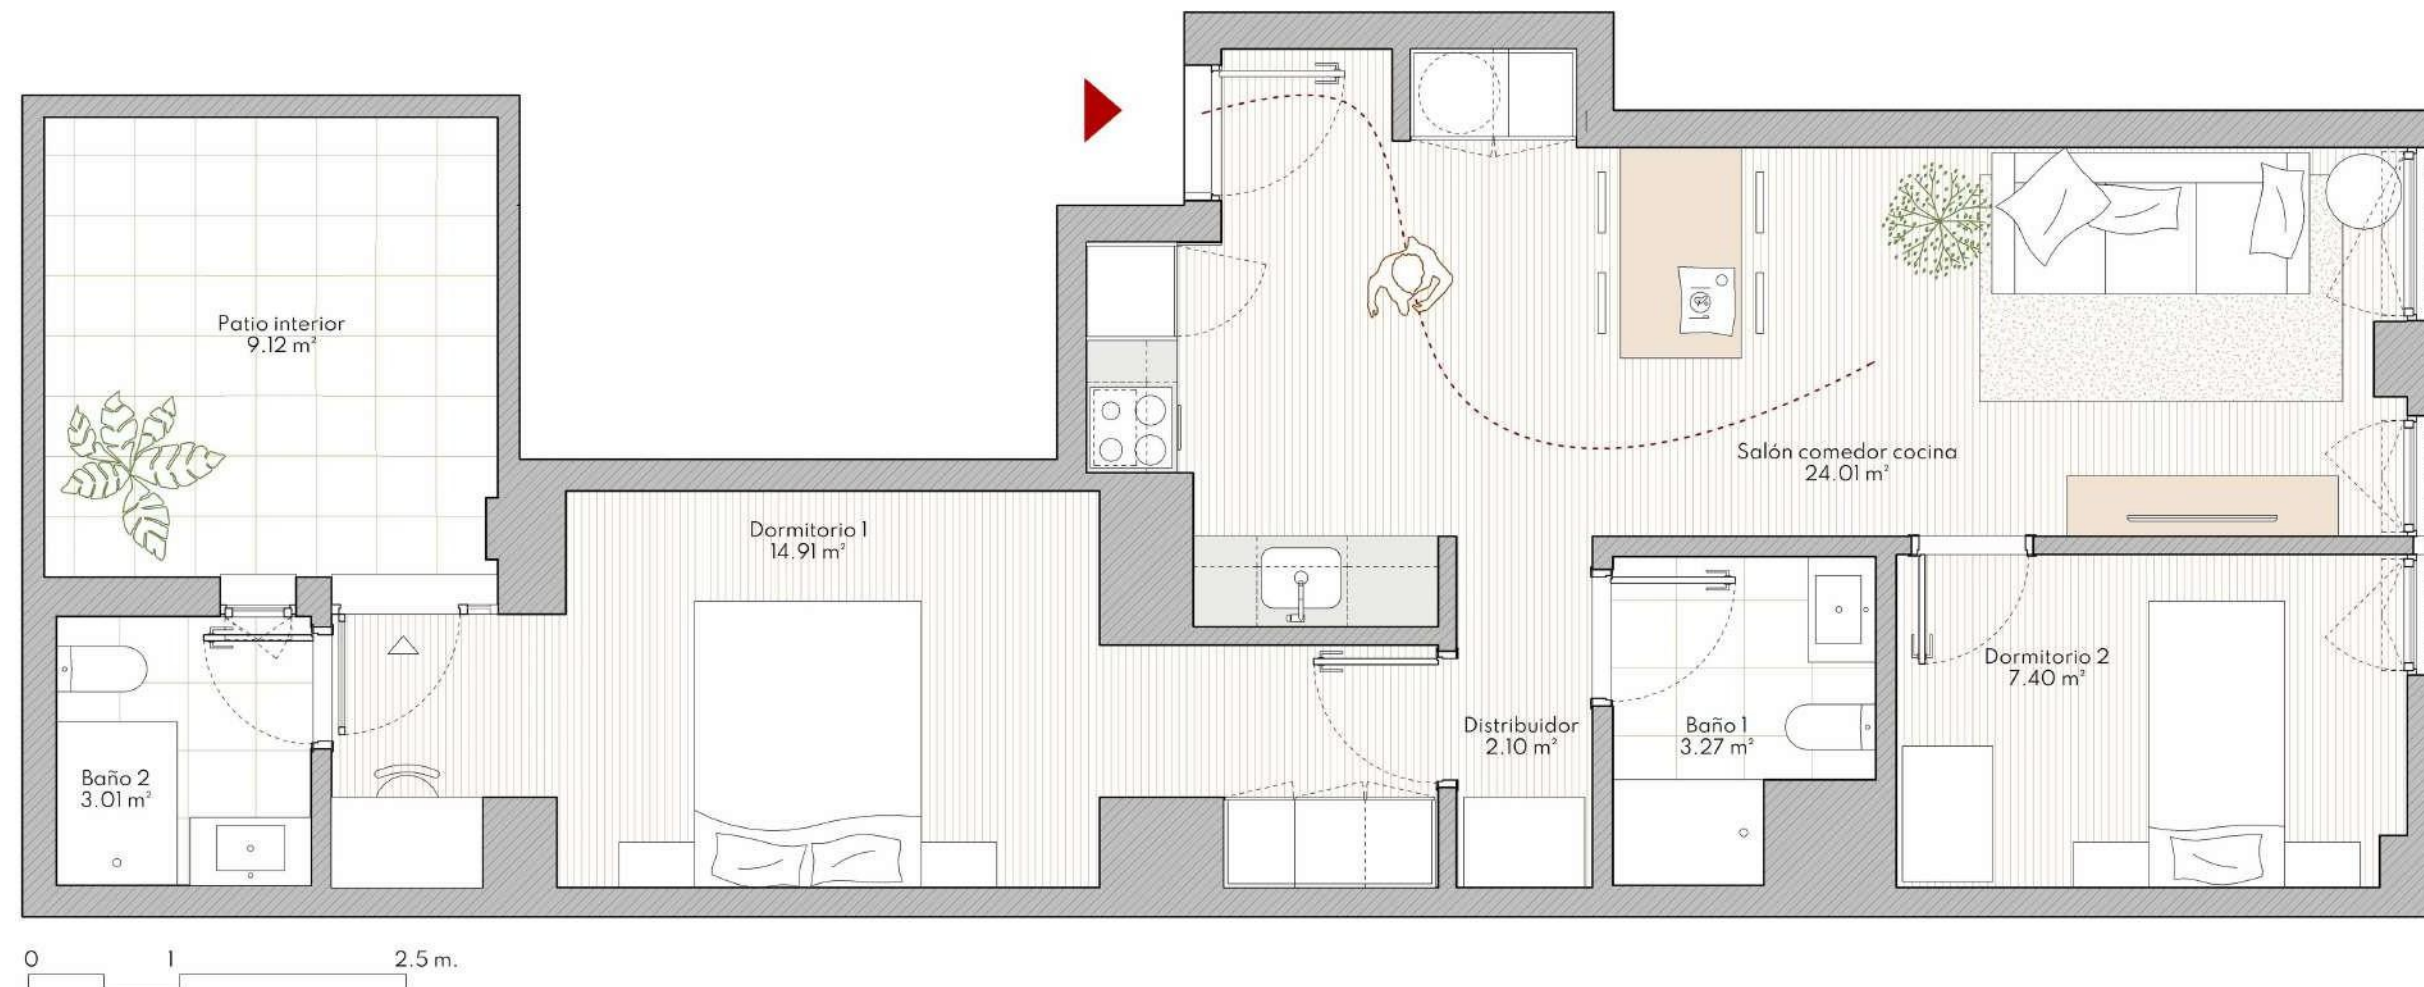 Patio interior
9.12 m²
Salón comedor cocina
24.01 m²
Dormitorio 1
14.91 m²
Dormitorio 2
7.40 m²
Distribuidor
2.10 m²
Baño 1
3.27 m²
Baño 2
3.01 m²
0 1 2.5 m.